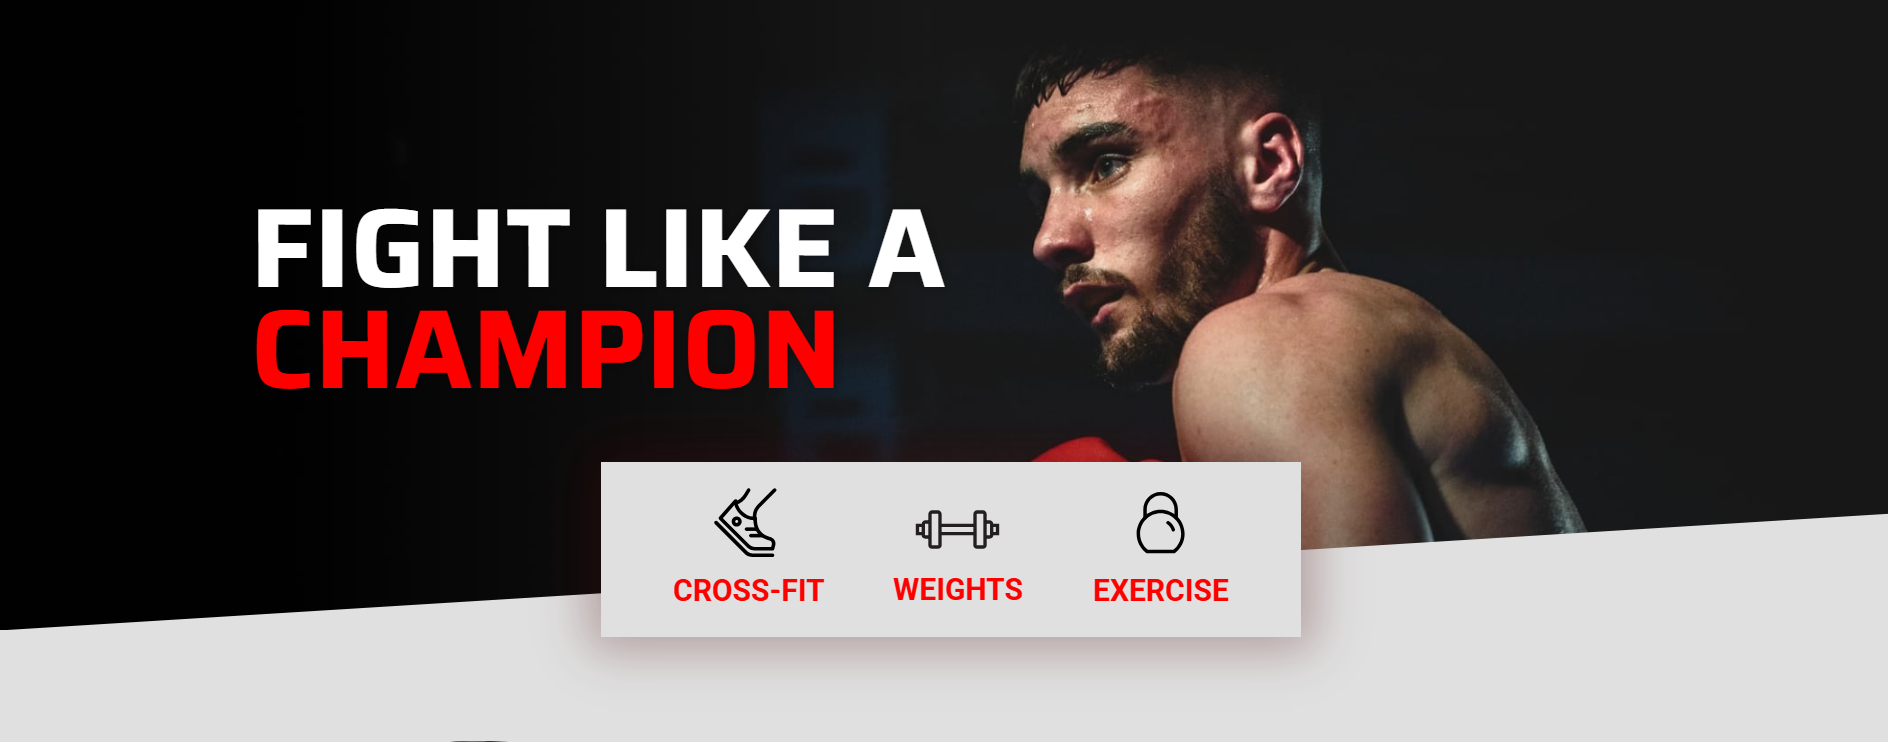 FIGHT LIKE A
CHAMPION
CROSS-FIT
WEIGHTS
EXERCISE